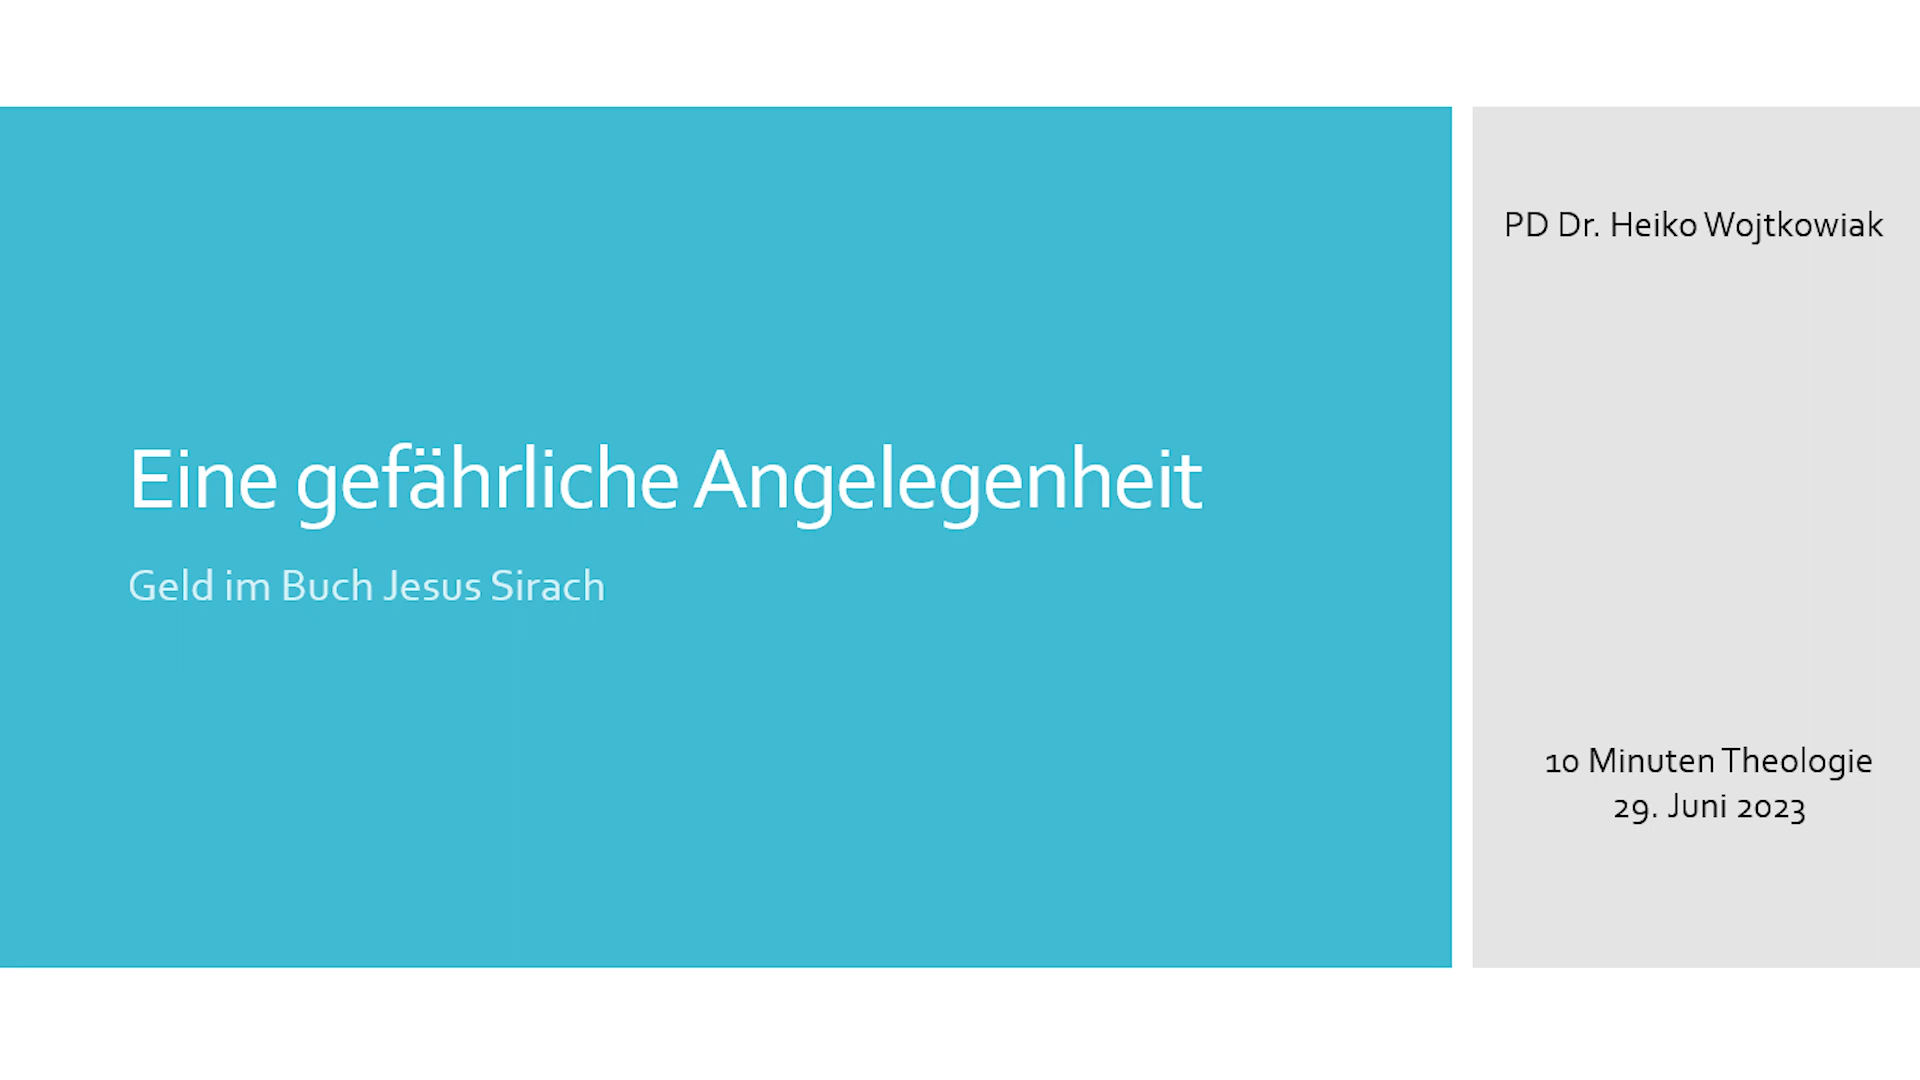 Eine gefährliche Angelegenheit
Geld im Buch Jesus Sirach
PD Dr. Heiko Wojtkowiak
10 Minuten Theologie
29. Juni 2023